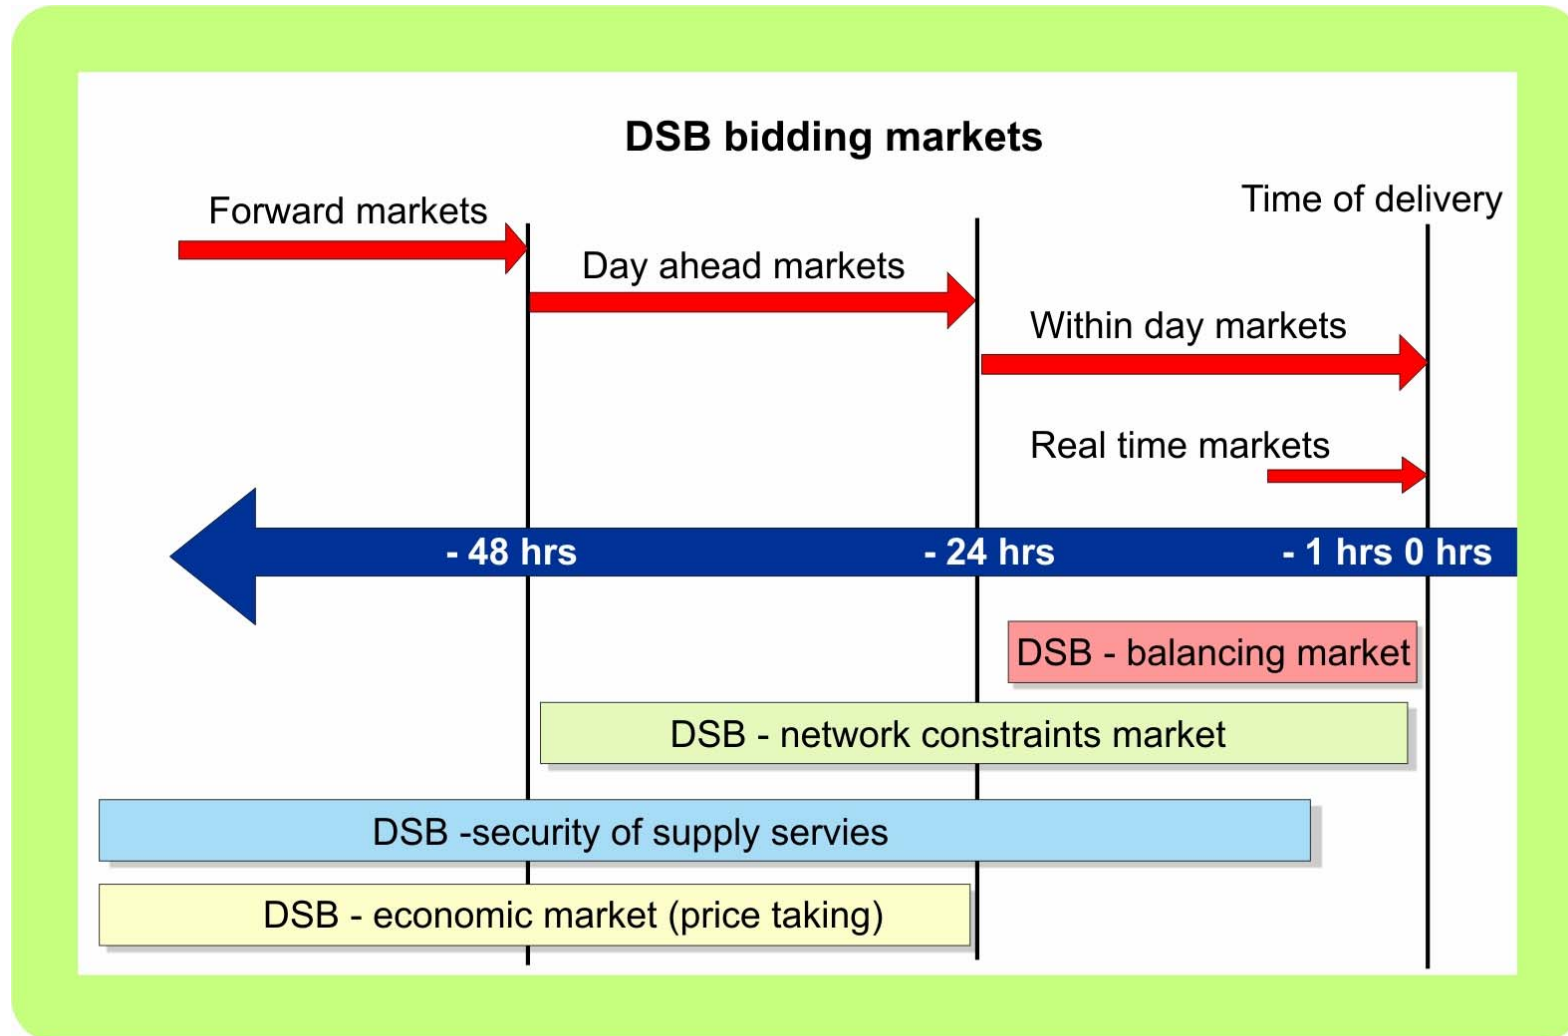 DSB bidding markets
Forward markets
Time of delivery
Day ahead markets
Within day markets
Real time markets
- 48 hrs
- 24 hrs
- 1 hrs 0 hrs
DSB - balancing market
DSB - network constraints market
DSB -security of supply servies
DSB - economic market (price taking)